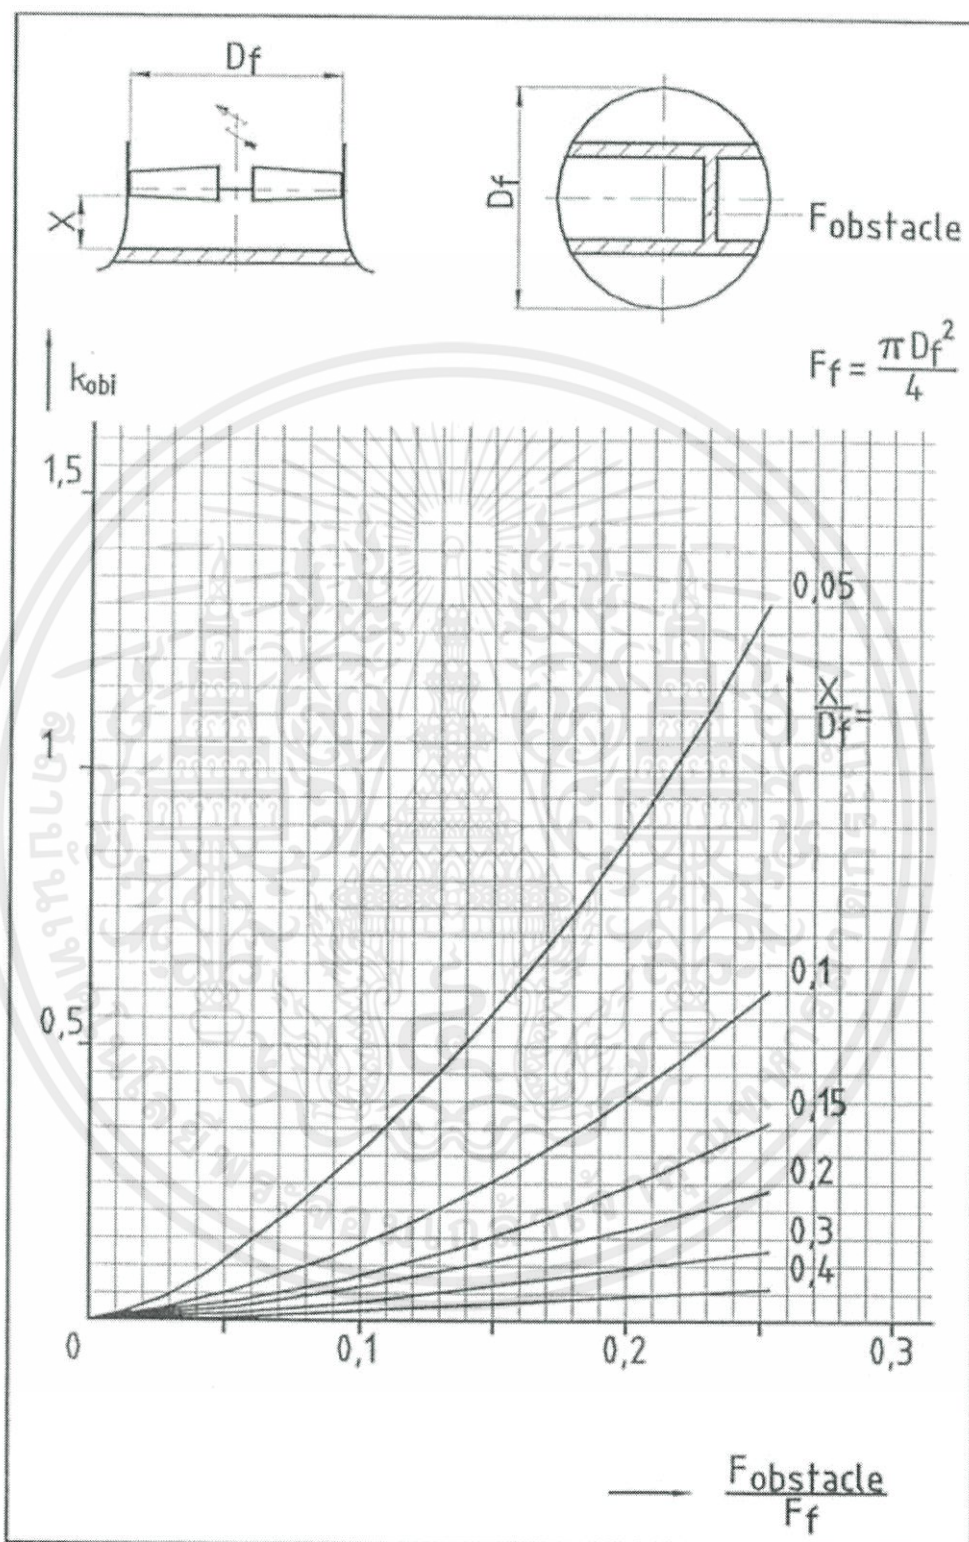 Df
X
Df
Fobstacle
Ff = πDf²/4
kobi
1,5
1
0,5
0
0,1
0,2
0,3
0,05
X/Df =
0,1
0,15
0,2
0,3
0,4
Fobstacle/Ff